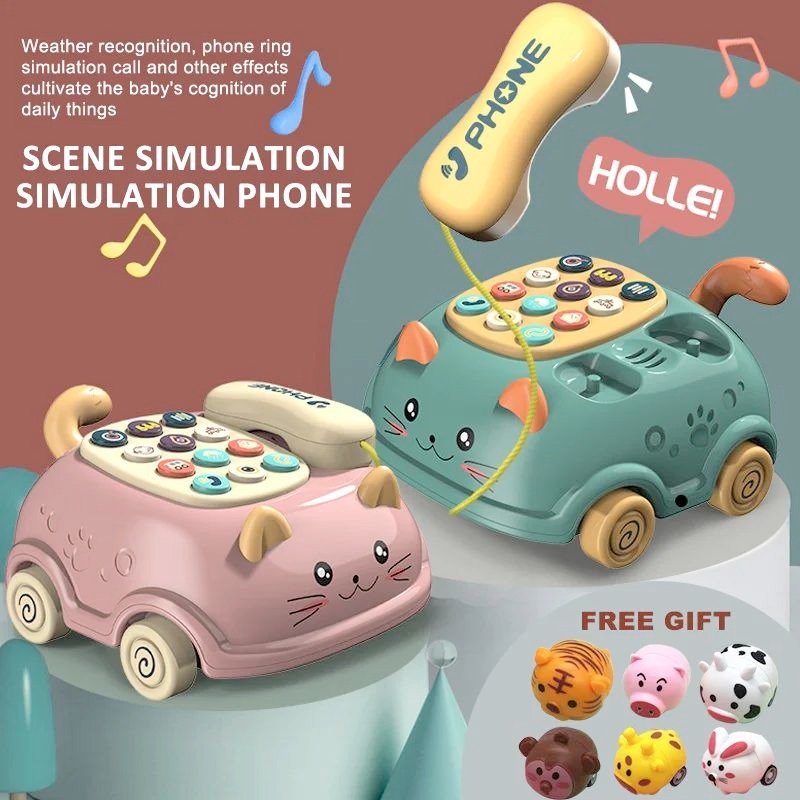 Weather recognition, phone ring
simulation call and other effects
cultivate the baby's cognition of
daily things
SCENE SIMULATION
SIMULATION PHONE
PHONE
HOLLE!
PHONE
FREE GIFT